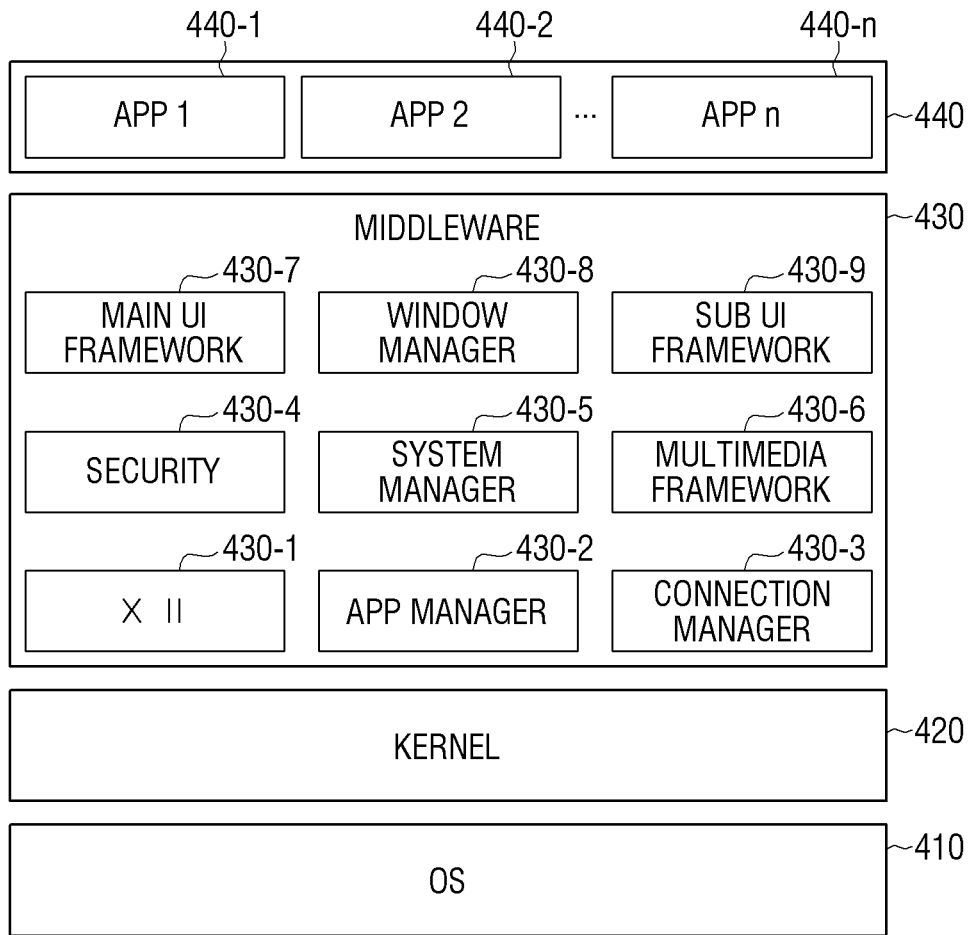 440-1 440-2 440-n
APP 1 APP 2 ... APP n 440
430
MIDDLEWARE
430-7 430-8 430-9
MAIN UI FRAMEWORK
WINDOW MANAGER
SUB UI FRAMEWORK
430-4 430-5 430-6
SECURITY
SYSTEM MANAGER
MULTIMEDIA FRAMEWORK
430-1 430-2 430-3
X II
APP MANAGER
CONNECTION MANAGER
KERNEL 420
OS 410